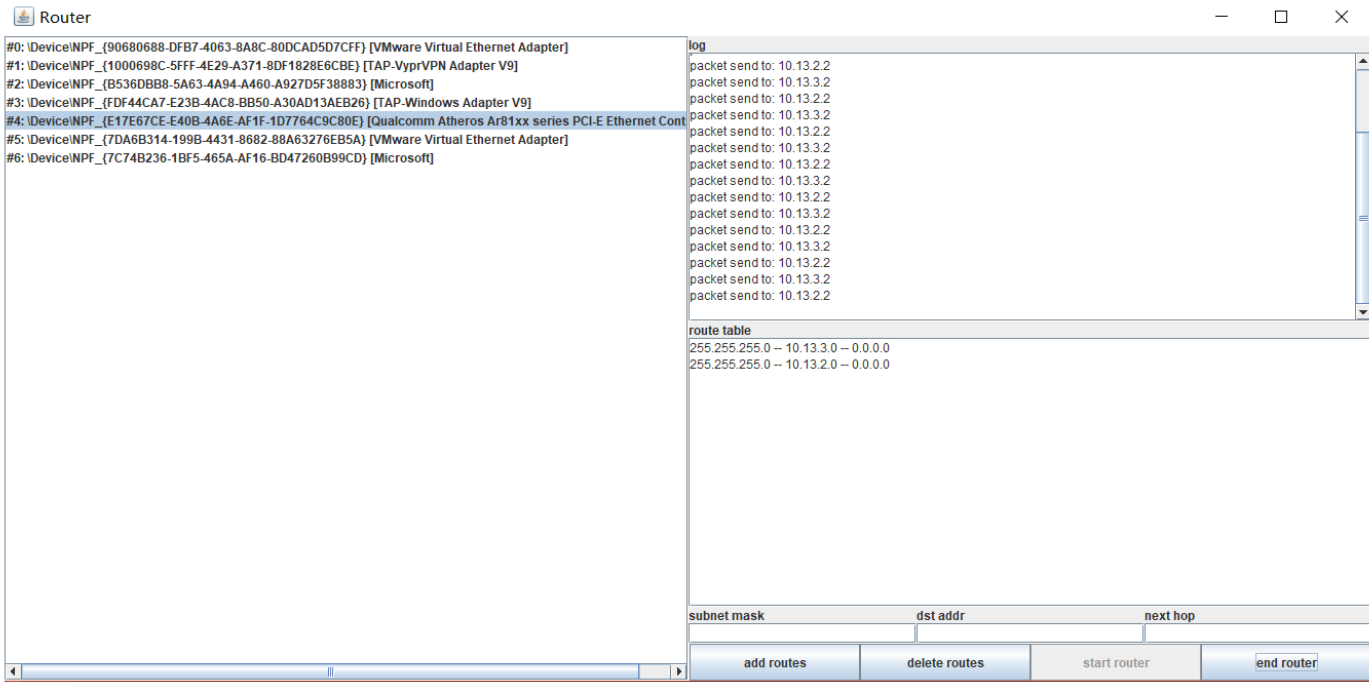 Router
#0: \Device\NPF_{90680688-DFB7-4063-8A8C-80DCAD5D7CFF} [VMware Virtual Ethernet Adapter]
#1: \Device\NPF_{1000698C-5FFF-4E29-A371-8DF1828E6CBE} [TAP-VyprVPN Adapter V9]
#2: \Device\NPF_{B536DBB8-5A63-4A94-A460-A927D5F38883} [Microsoft]
#3: \Device\NPF_{FDF44CA7-E23B-4AC8-BB50-A30AD13AEB26} [TAP-Windows Adapter V9]
#4: \Device\NPF_{E17E67CE-E40B-4A6E-AF1F-1D7764C9C80E} [Qualcomm Atheros Ar81xx series PCI-E Ethernet Cont
#5: \Device\NPF_{7DA6B314-199B-4431-8682-88A63276EB5A} [VMware Virtual Ethernet Adapter]
#6: \Device\NPF_{7C74B236-1BF5-465A-AF16-BD47260B99CD} [Microsoft]
log
packet send to: 10.13.2.2
packet send to: 10.13.3.2
packet send to: 10.13.2.2
packet send to: 10.13.3.2
packet send to: 10.13.2.2
packet send to: 10.13.3.2
packet send to: 10.13.2.2
packet send to: 10.13.3.2
packet send to: 10.13.2.2
packet send to: 10.13.3.2
packet send to: 10.13.2.2
packet send to: 10.13.3.2
packet send to: 10.13.2.2
packet send to: 10.13.3.2
packet send to: 10.13.2.2
route table
255.255.255.0 -- 10.13.3.0 -- 0.0.0.0
255.255.255.0 -- 10.13.2.0 -- 0.0.0.0
subnet mask dst addr next hop
add routes delete routes start router end router